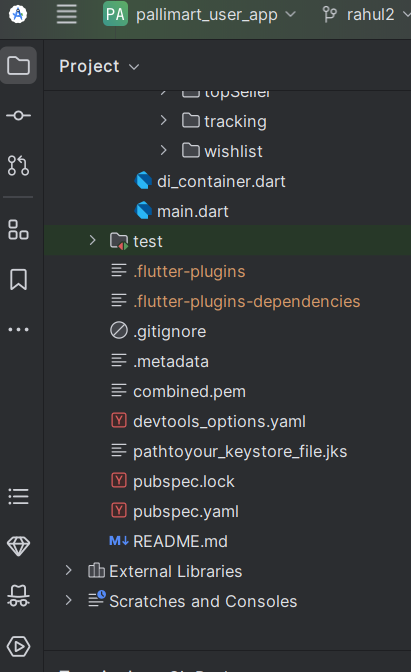 PA pallimart_user_app rahul2
Project
topSeller
tracking
wishlist
di_container.dart
main.dart
test
.flutter-plugins
.flutter-plugins-dependencies
.gitignore
.metadata
combined.pem
Y devtools_options.yaml
pathtoyour_keystore_file.jks
Y pubspec.lock
Y pubspec.yaml
M↓ README.md
External Libraries
Scratches and Consoles